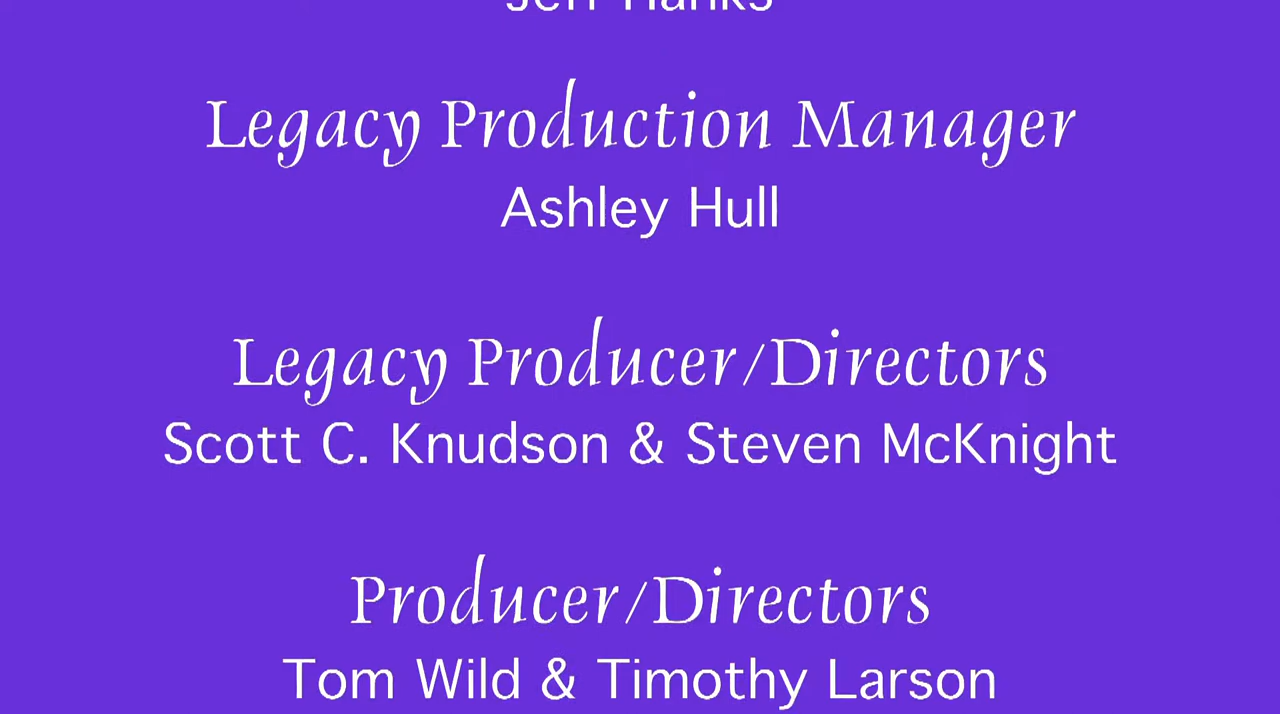 Legacy Production Manager
Ashley Hull
Legacy Producer/Directors
Scott C. Knudson & Steven McKnight
Producer/Directors
Tom Wild & Timothy Larson